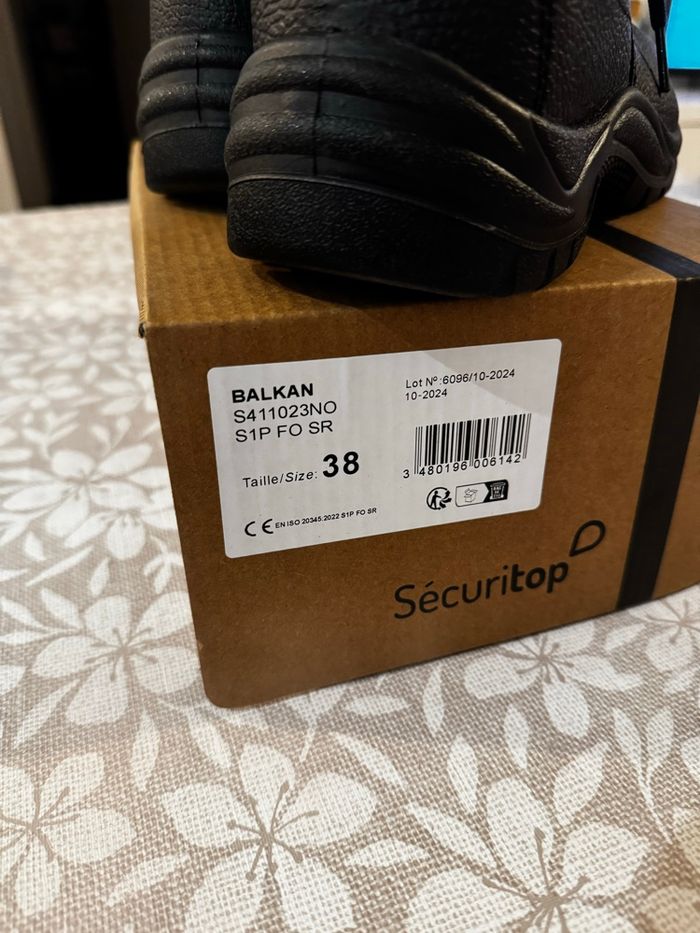 BALKAN
S411023NO
S1P FO SR
Taille/Size: 38
CE EN ISO 20345:2022 S1P FO SR
Lot Nº:6096/10-2024
10-2024
3 480196 006142
Sécuritop